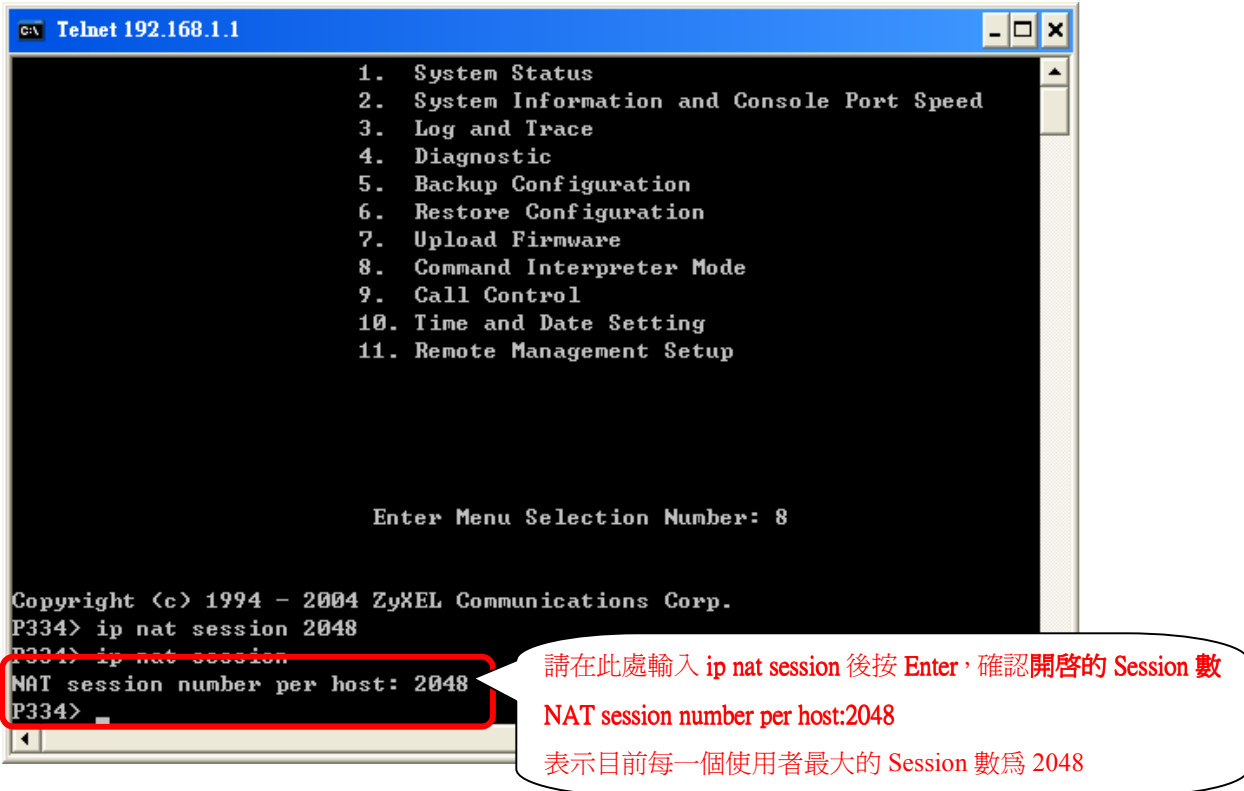 Telnet 192.168.1.1
1. System Status
2. System Information and Console Port Speed
3. Log and Trace
4. Diagnostic
5. Backup Configuration
6. Restore Configuration
7. Upload Firmware
8. Command Interpreter Mode
9. Call Control
10. Time and Date Setting
11. Remote Management Setup
Enter Menu Selection Number: 8
Copyright (c) 1994 - 2004 ZyXEL Communications Corp.
P334> ip nat session 2048
P334> ip nat session
NAT session number per host: 2048
P334>
請在此處輸入 ip nat session 後按 Enter，確認開啟的 Session 數
NAT session number per host:2048
表示目前每一個使用者最大的 Session 數為 2048